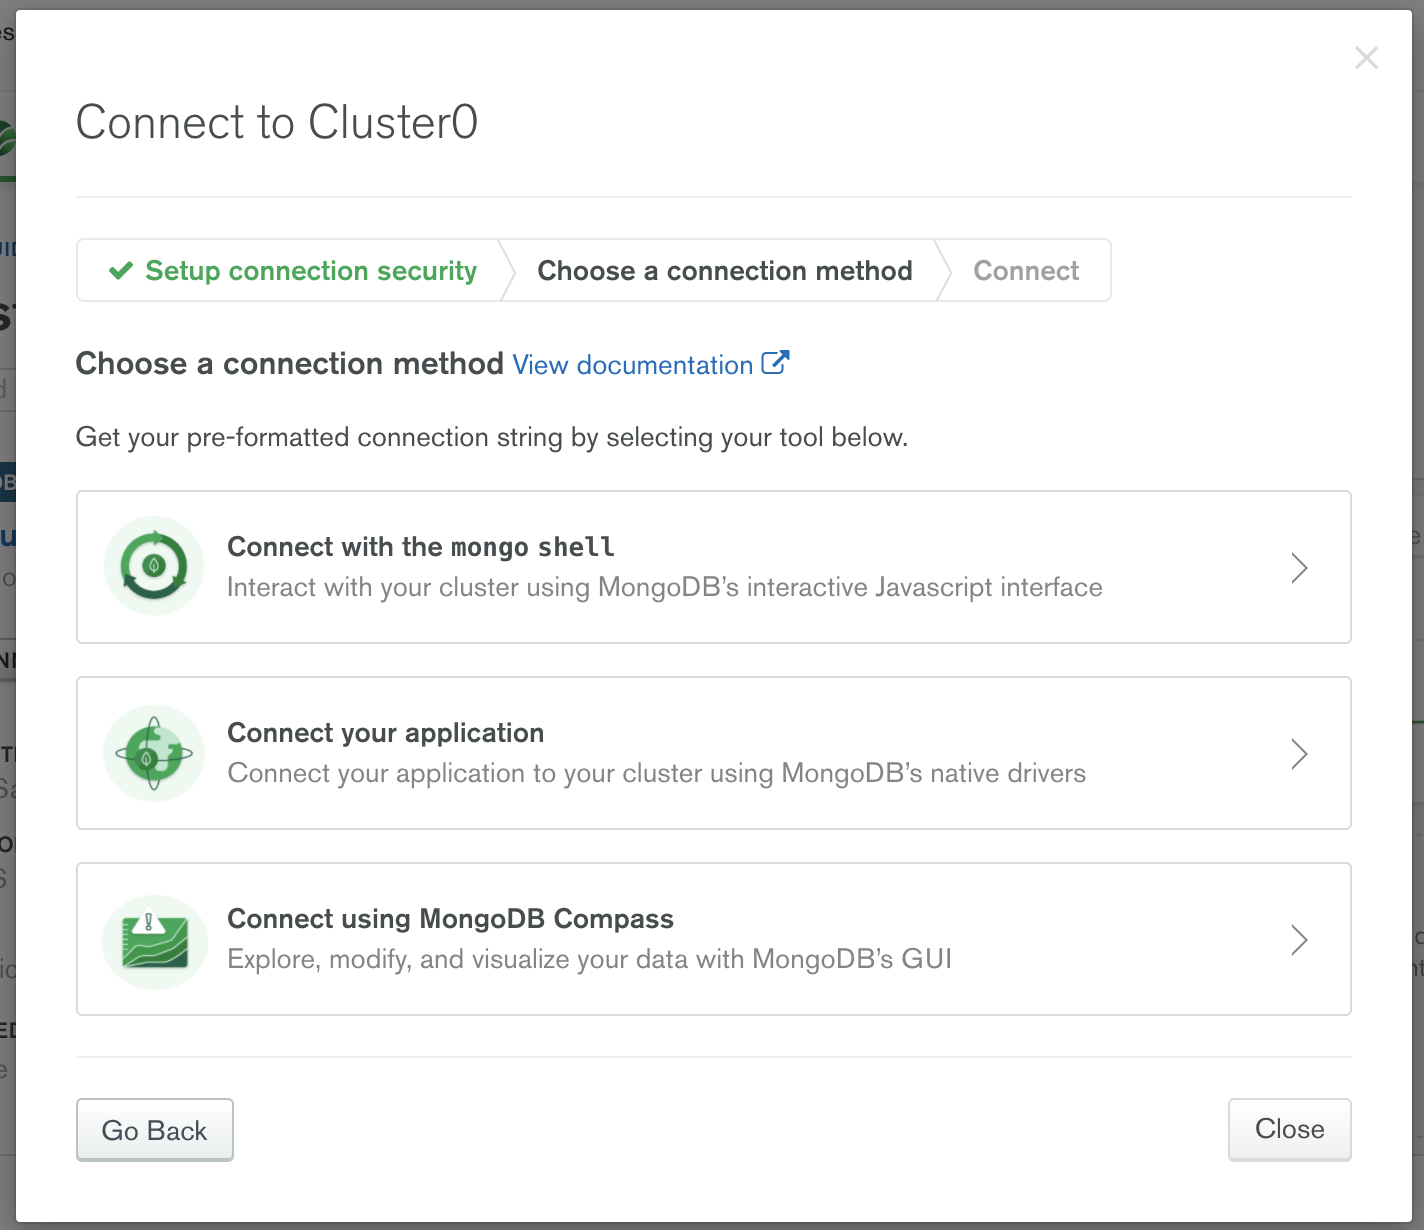 Connect to Cluster0
Setup connection security
Choose a connection method
Connect
Choose a connection method View documentation
Get your pre-formatted connection string by selecting your tool below.
Connect with the mongo shell
Interact with your cluster using MongoDB's interactive Javascript interface
Connect your application
Connect your application to your cluster using MongoDB's native drivers
Connect using MongoDB Compass
Explore, modify, and visualize your data with MongoDB's GUI
Go Back
Close